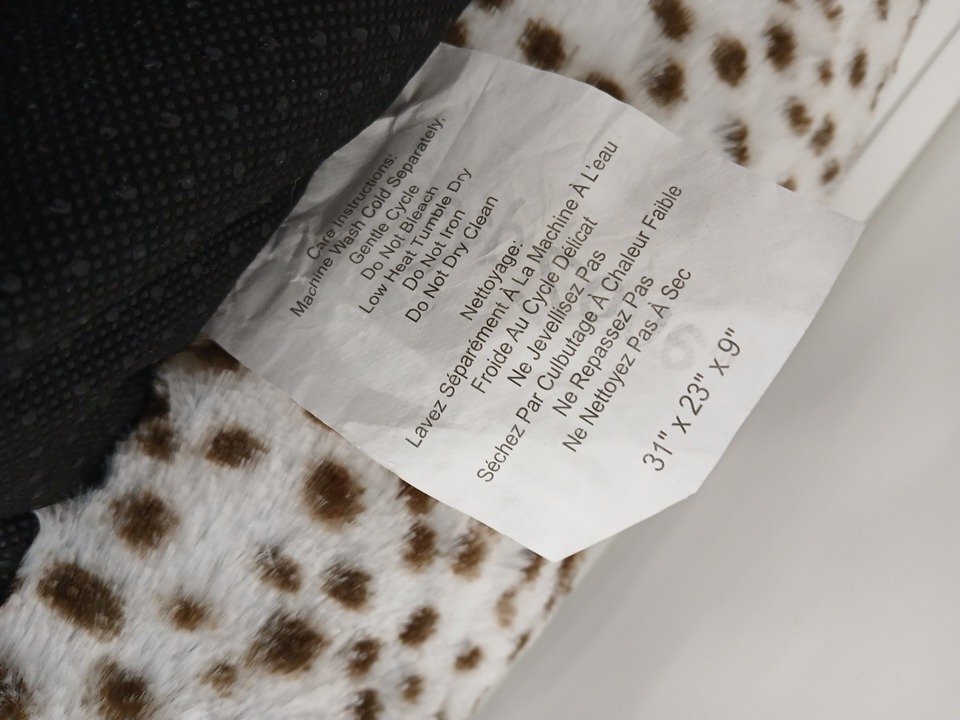 Care Instructions:
Machine Wash Cold Separately,
Gentle Cycle
Do Not Bleach
Low Heat Tumble Dry
Do Not Iron
Do Not Dry Clean
Nettoyage:
Lavez Séparément À La Machine À L'eau
Froide Au Cycle Délicat
Ne Jevellisez Pas
Séchez Par Culbutage À Chaleur Faible
Ne Repassez Pas
Ne Nettoyez Pas À Sec
31" x 23" x 9"